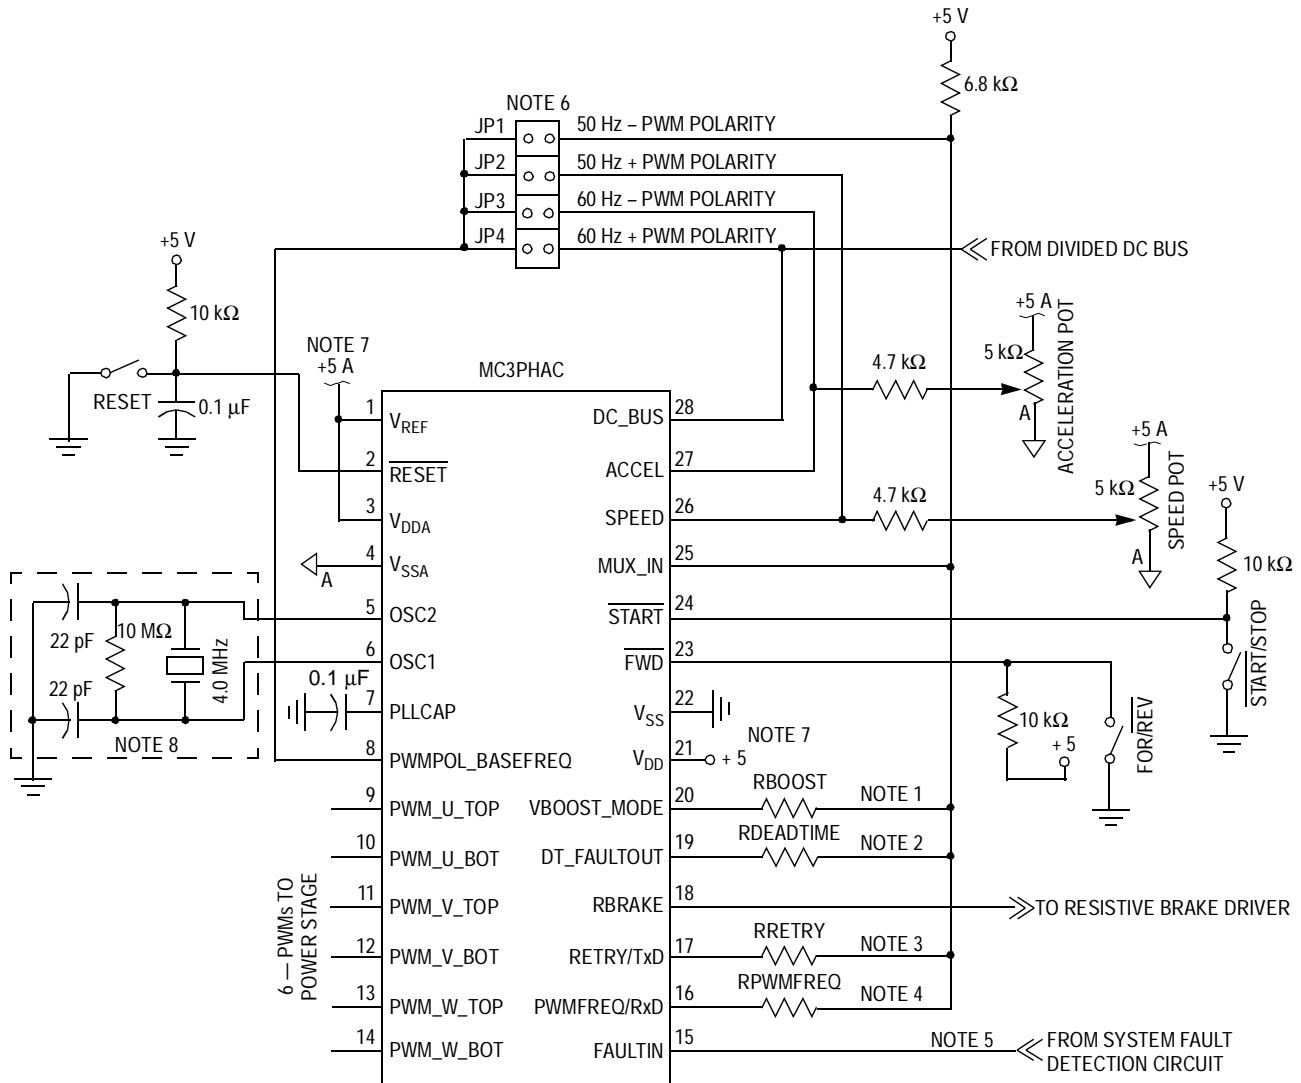 +5 V
6.8 kΩ
NOTE 6
JP1
50 Hz – PWM POLARITY
JP2
50 Hz + PWM POLARITY
JP3
60 Hz – PWM POLARITY
JP4
60 Hz + PWM POLARITY
FROM DIVIDED DC BUS
+5 V
10 kΩ
RESET
0.1 µF
NOTE 7
+5 A
MC3PHAC
+5 A
5 kΩ
ACCELERATION POT
A
4.7 kΩ
+5 A
5 kΩ
SPEED POT
A
4.7 kΩ
+5 V
10 kΩ
START/STOP
1
VREF
2
RESET
3
VDDA
4
VSSA
A
5
OSC2
6
OSC1
7
PLLCAP
0.1 µF
8
PWMPOL_BASEFREQ
9
PWM_U_TOP
10
PWM_U_BOT
11
PWM_V_TOP
12
PWM_V_BOT
13
PWM_W_TOP
14
PWM_W_BOT
6 — PWMs TO
POWER STAGE
22 pF
10 MΩ
4.0 MHz
22 pF
NOTE 8
DC_BUS
28
ACCEL
27
SPEED
26
MUX_IN
25
START
24
FWD
23
VSS
22
VDD
21
+ 5
NOTE 7
10 kΩ
+ 5
FOR/REV
VBOOST_MODE
20
RBOOST
NOTE 1
DT_FAULTOUT
19
RDEADTIME
NOTE 2
RBRAKE
18
TO RESISTIVE BRAKE DRIVER
RETRY/TxD
17
RRETRY
NOTE 3
PWMFREQ/RxD
16
RPWMFREQ
NOTE 4
FAULTIN
15
NOTE 5
FROM SYSTEM FAULT
DETECTION CIRCUIT